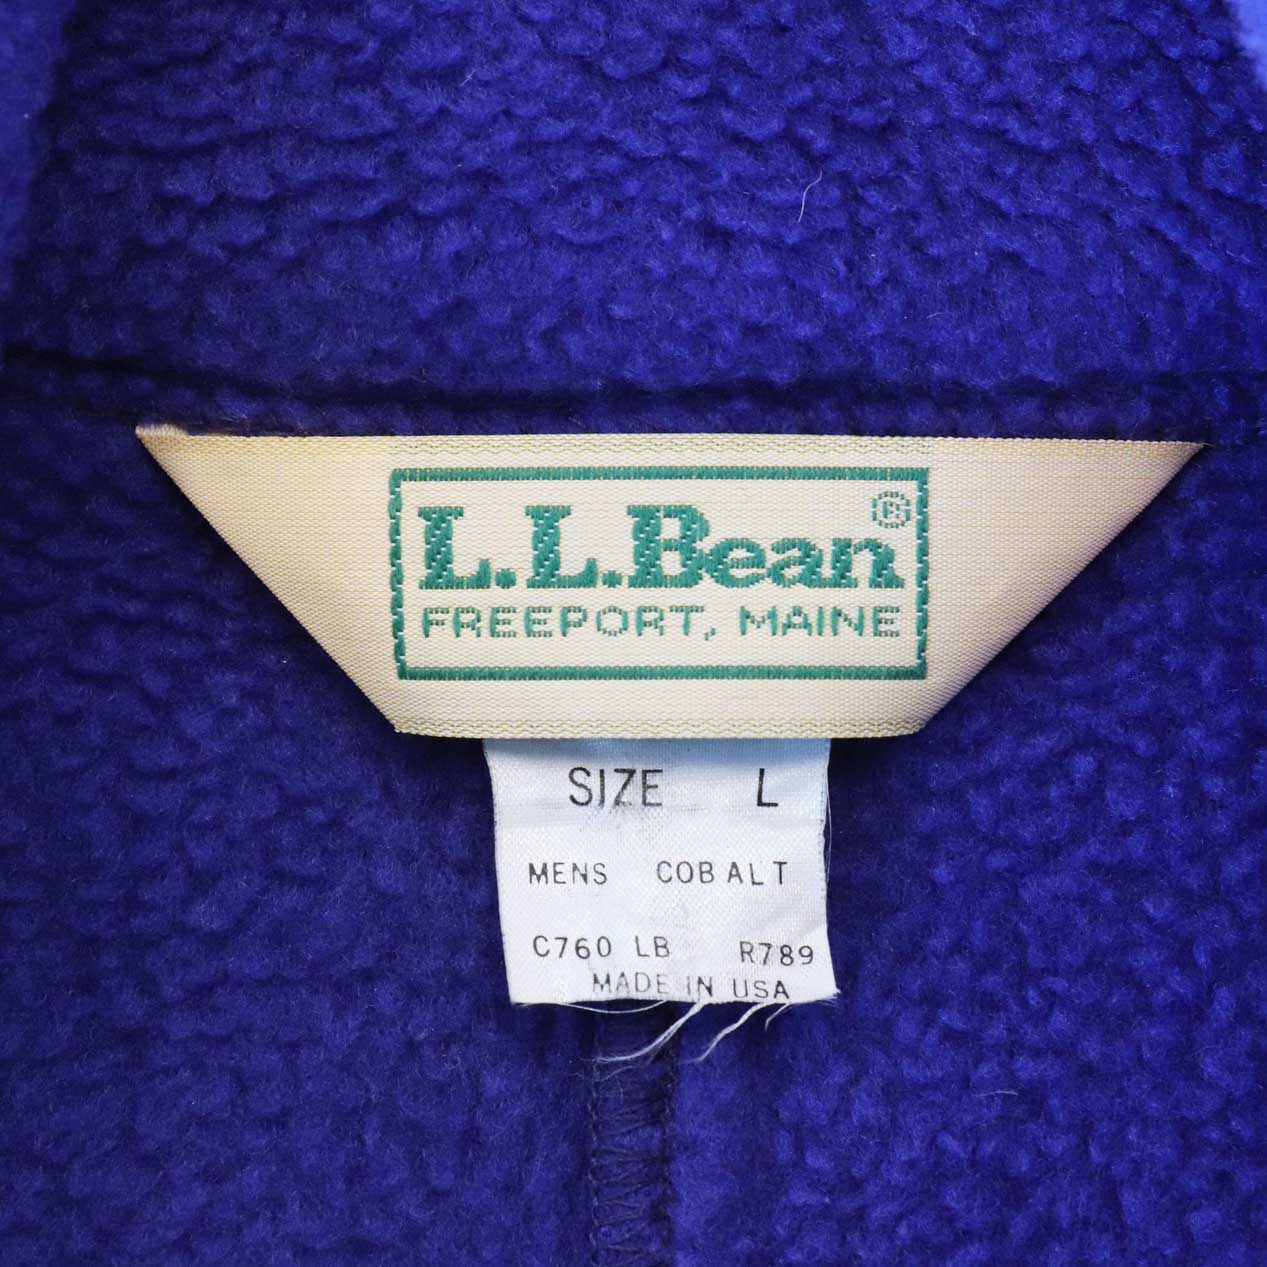 L.L.Bean®
FREEPORT, MAINE
SIZE L
MENS COBALT
C760 LB R789
MADE IN USA